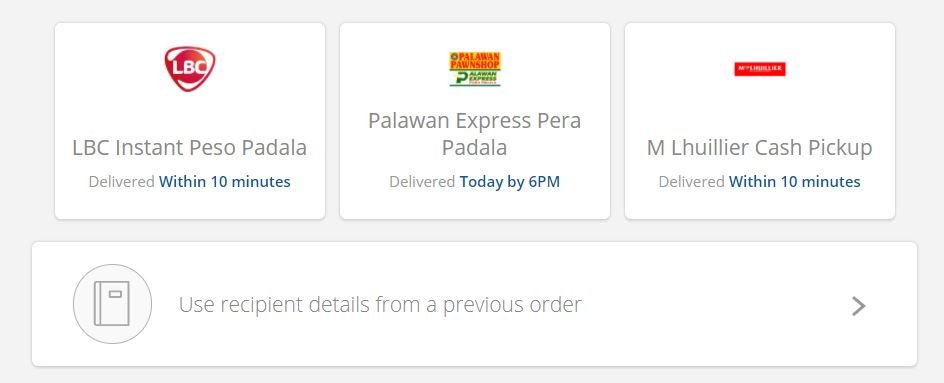 LBC
PALAWAN
PAWNSHOP
PALAWAN
EXPRESS
M LHUILLIER
LBC Instant Peso Padala
Palawan Express Pera
Padala
M Lhuillier Cash Pickup
Delivered Within 10 minutes
Delivered Today by 6PM
Delivered Within 10 minutes
Use recipient details from a previous order